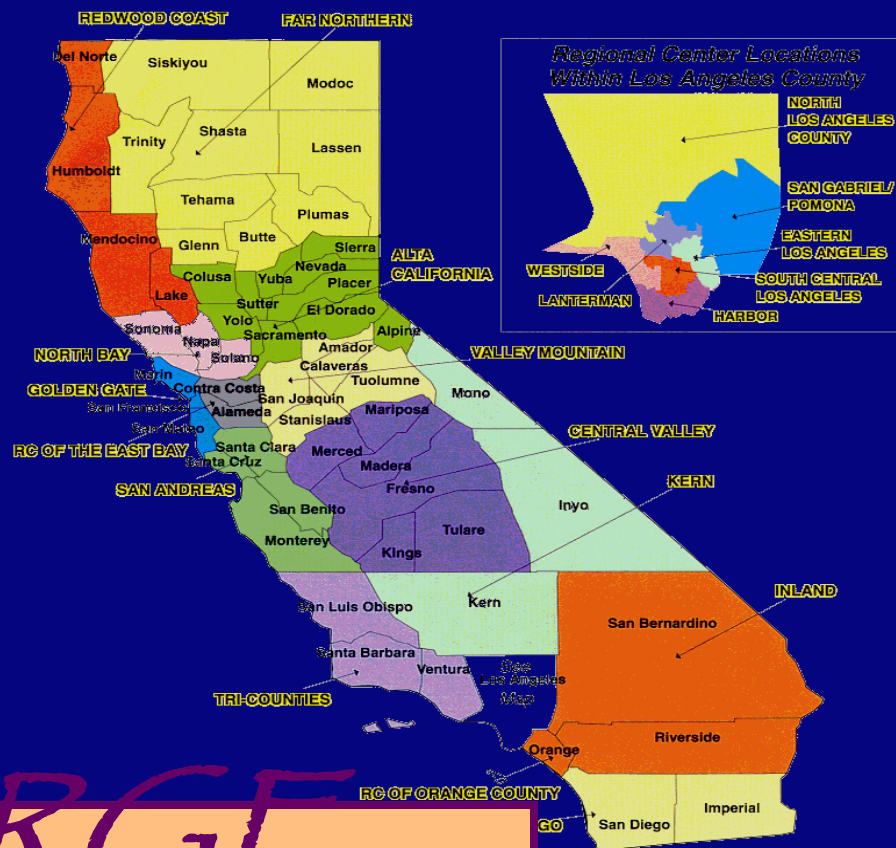 REDWOOD COAST
FAR NORTHERN
Del Norte
Siskiyou
Modoc
Trinity
Shasta
Lassen
Humboldt
Tehama
Plumas
Mendocino
Glenn
Butte
Sierra
Colusa
Yuba
Nevada
Placer
Lake
Sutter
El Dorado
Yolo
Sacramento
Alpine
ALTA
CALIFORNIA
Sonoma
Napa
Solano
Amador
Calaveras
Tuolumne
NORTH BAY
VALLEY MOUNTAIN
Marin
Contra Costa
San Joaquin
Mono
GOLDEN GATE
San Francisco
Alameda
Stanislaus
Mariposa
San Mateo
RC OF THE EAST BAY
Santa Clara
Merced
CENTRAL VALLEY
Santa Cruz
Madera
SAN ANDREAS
Fresno
KERN
San Benito
Inyo
Monterey
Tulare
Kings
San Luis Obispo
Kern
INLAND
San Bernardino
Santa Barbara
Ventura
See
Los Angeles
Map
TRI-COUNTIES
Orange
Riverside
RC OF ORANGE COUNTY
San Diego
Imperial
GO
RGE
Regional Center Locations
Within Los Angeles County
NORTH
LOS ANGELES
COUNTY
SAN GABRIEL/
POMONA
EASTERN
LOS ANGELES
WESTSIDE
SOUTH CENTRAL
LOS ANGELES
LANTERMAN
HARBOR